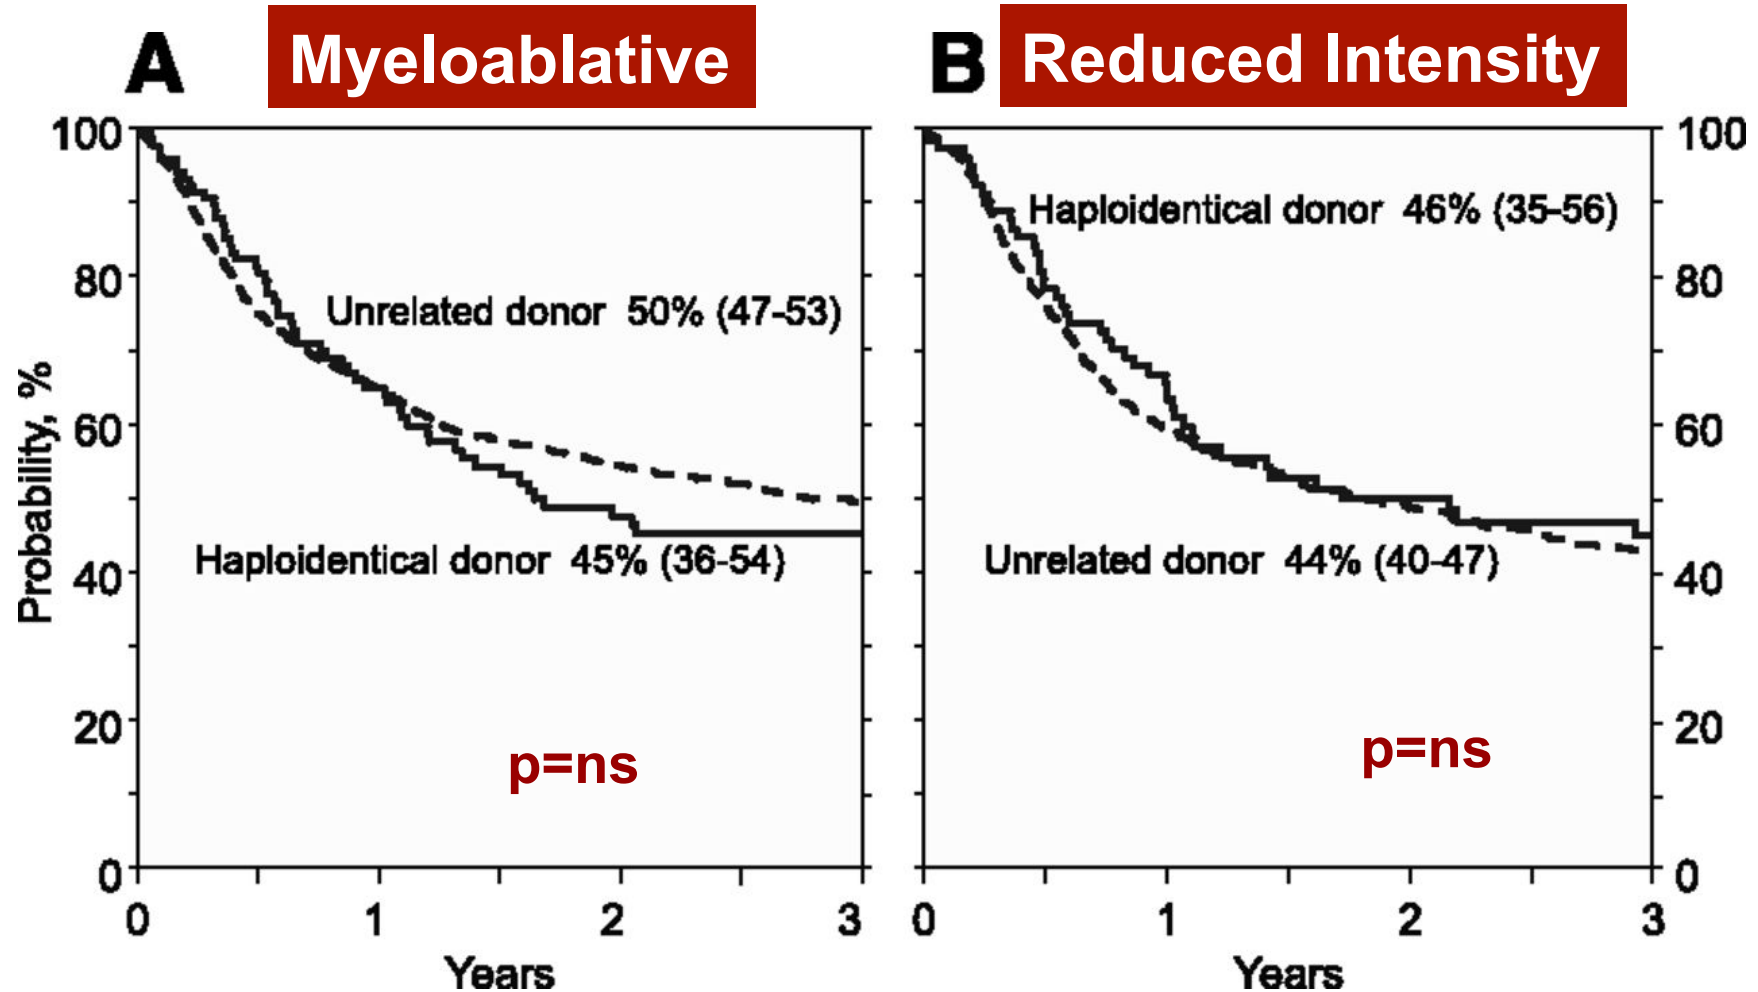 A Myeloablative
B Reduced Intensity
Probability, %
100
80
60
40
20
0
Unrelated donor 50% (47-53)
Haploidentical donor 45% (36-54)
p=ns
0 1 2 3
Years
Haploidentical donor 46% (35-56)
Unrelated donor 44% (40-47)
p=ns
100
80
60
40
20
0
0 1 2 3
Years